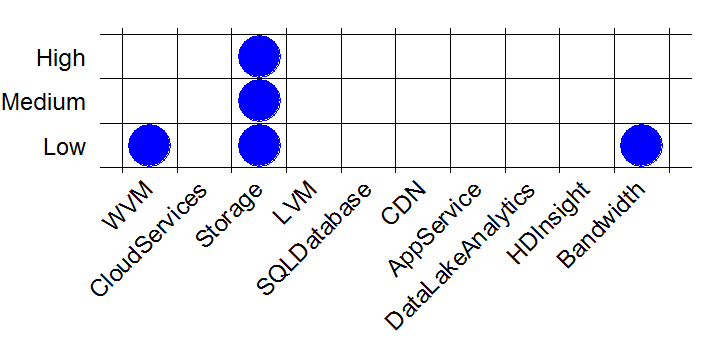 High
Medium
Low
WVM
CloudServices
Storage
LVM
SQLDatabase
CDN
AppService
DataLakeAnalytics
HDInsight
Bandwidth